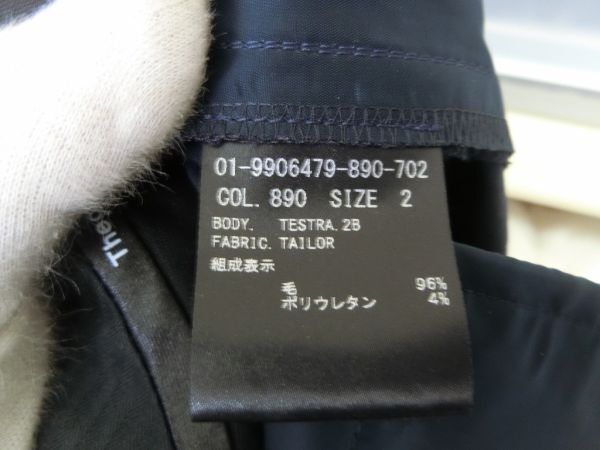 01-9906479-890-702
COL. 890 SIZE 2
BODY. TESTRA.2B
FABRIC. TAILOR
組成表示
毛 96%
ポリウレタン 4%